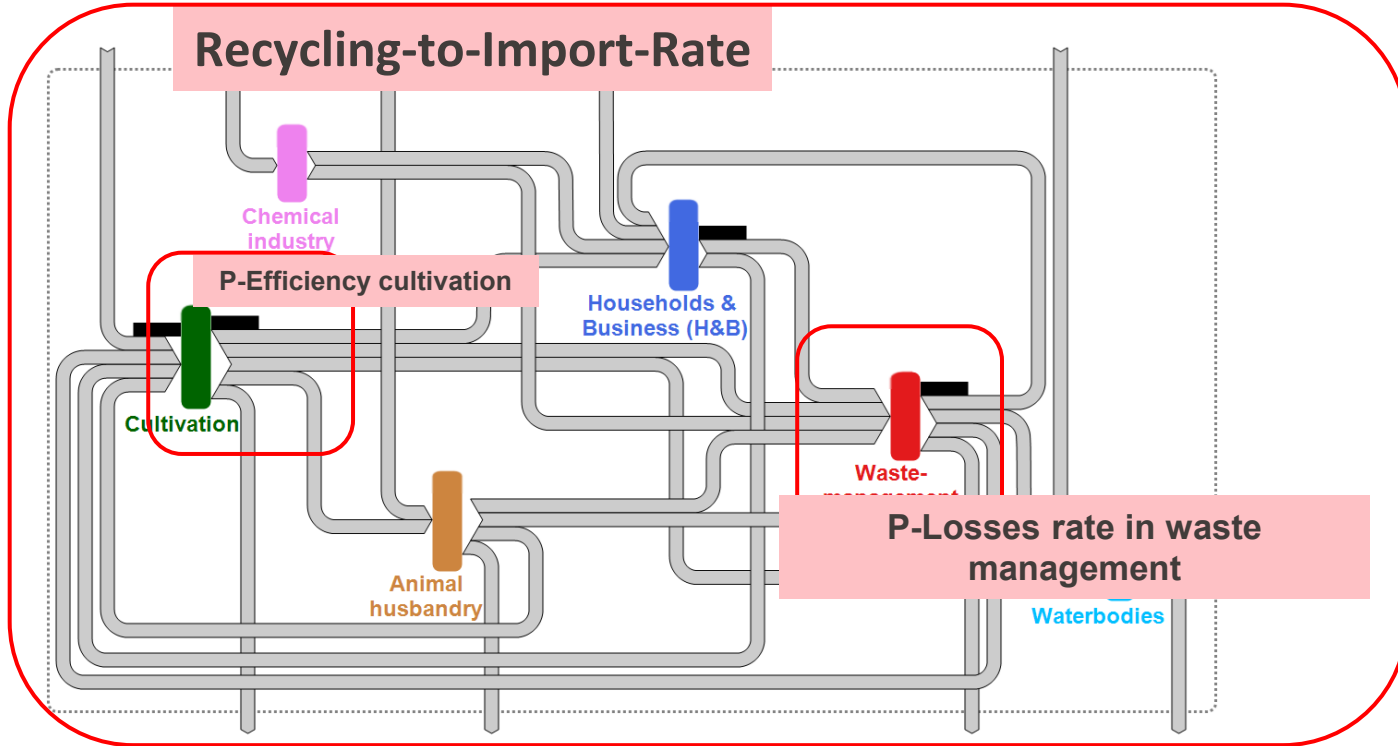 Recycling-to-Import-Rate
Chemical
industry
P-Efficiency cultivation
Households &
Business (H&B)
Cultivation
Waste-
management
P-Losses rate in waste
management
Animal
husbandry
Waterbodies